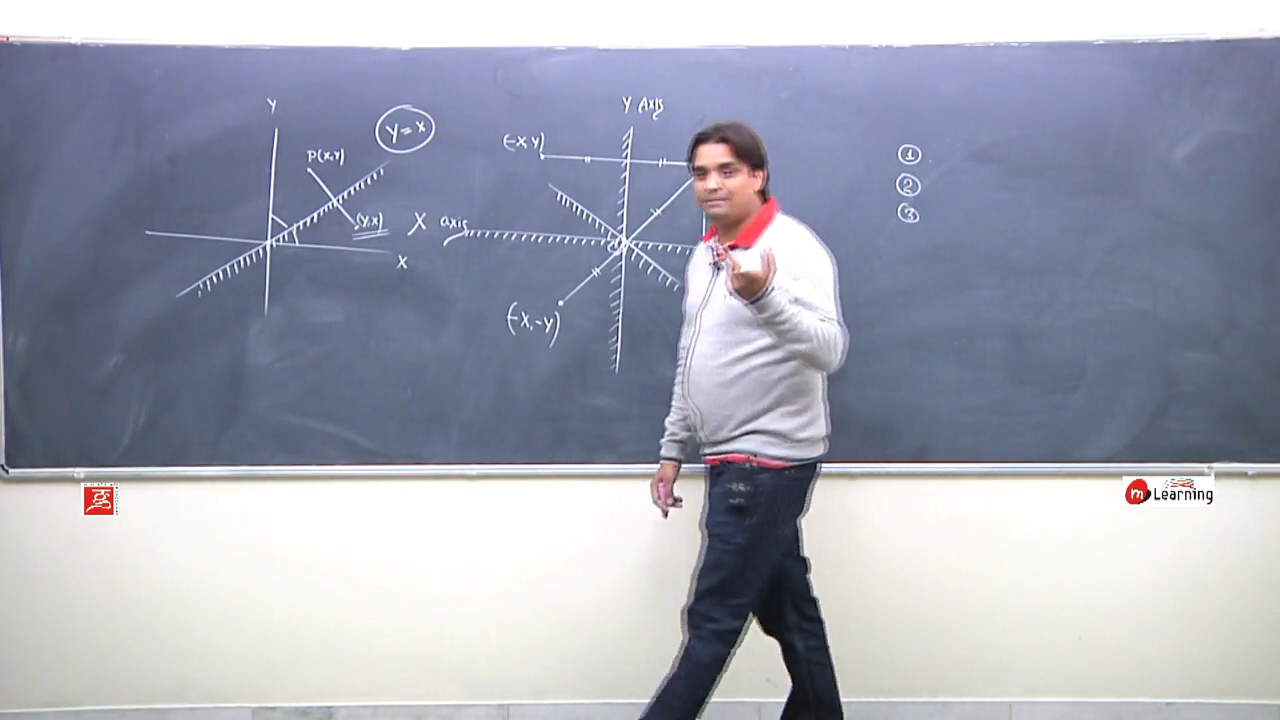 Y
Y=X
P(X,Y)
(Y,X)
X
Y Axis
(-X,Y)
X axis
(-X,-Y)
①
②
③
m Learning